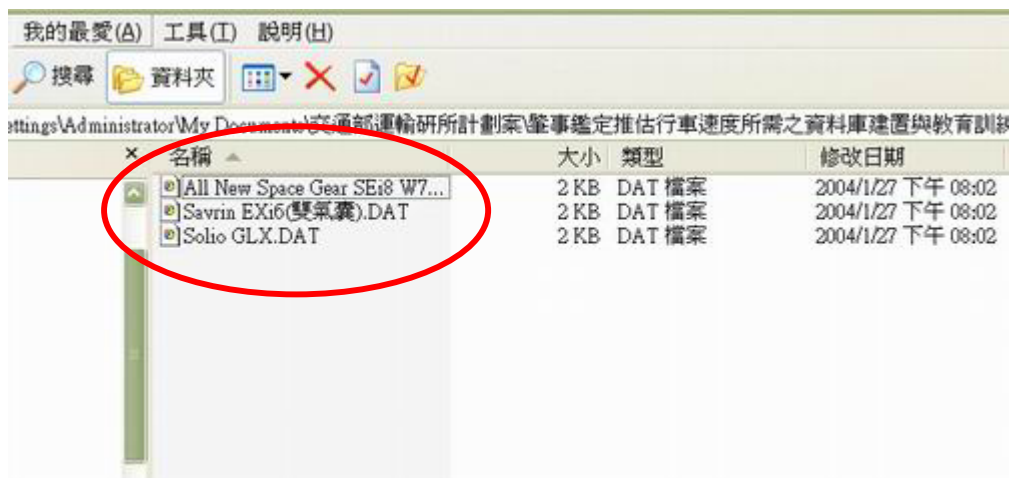 我的最愛(A) 工具(T) 說明(H)
搜尋 資料夾
ettings\Administrator\My Documents\交通部運輸研所計劃案\肇事鑑定推估行車速度所需之資料庫建置與教育訓練
名稱 大小 類型 修改日期
All New Space Gear SEi8 W7... 2 KB DAT 檔案 2004/1/27 下午 08:02
Savrin EXi6(雙氣囊).DAT 2 KB DAT 檔案 2004/1/27 下午 08:02
Solio GLX.DAT 2 KB DAT 檔案 2004/1/27 下午 08:02